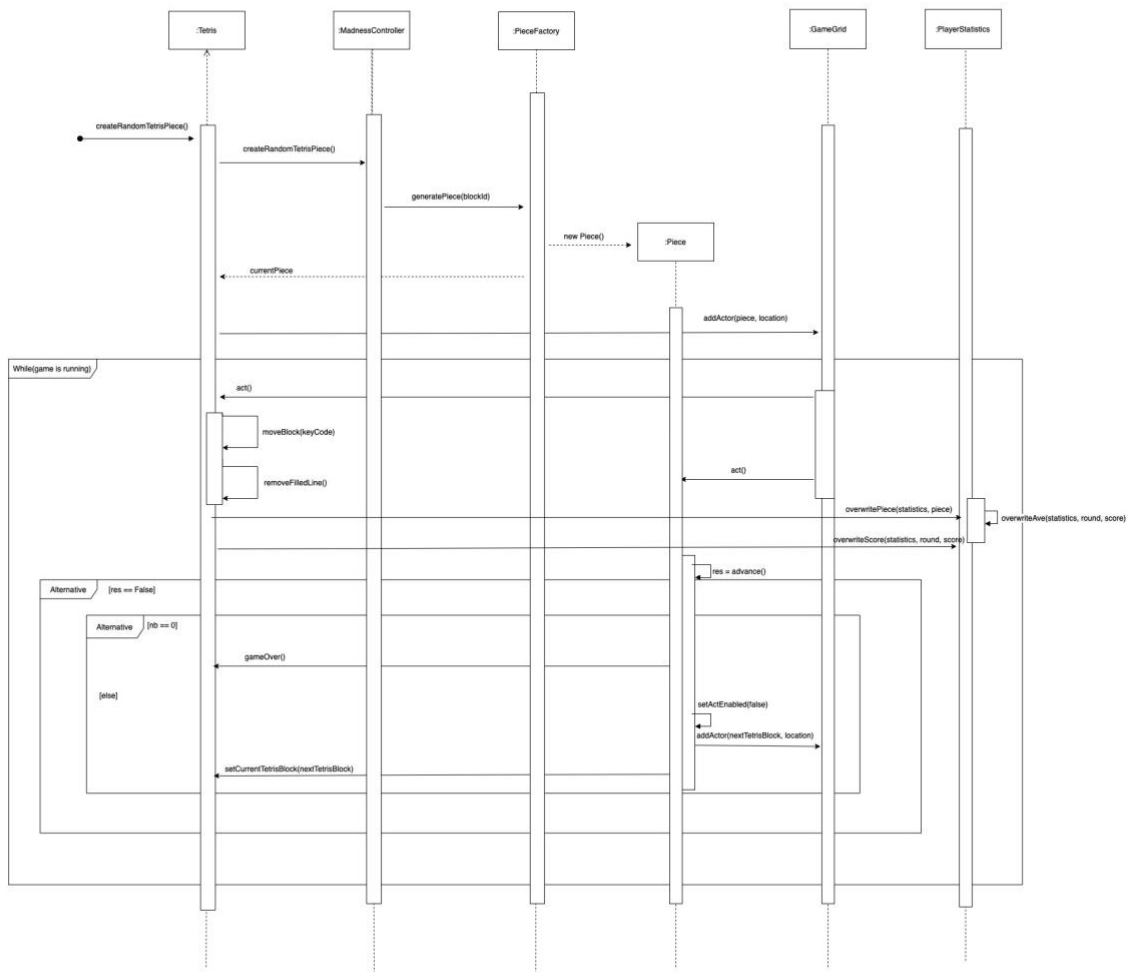 :Tetris
:MadnessController
:PieceFactory
:GameGrid
:PlayerStatistics
createRandomTetrisPiece()
createRandomTetrisPiece()
generatePiece(blockId)
new Piece()
:Piece
currentPiece
addActor(piece, location)
While(game is running)
act()
moveBlock(keyCode)
act()
removeFilledLine()
overwritePiece(statistics, piece)
overwriteAve(statistics, round, score)
overwriteScore(statistics, round, score)
res = advance()
Alternative
[res == False]
Alternative
[nb == 0]
gameOver()
[else]
setActEnabled(false)
addActor(nextTetrisBlock, location)
setCurrentTetrisBlock(nextTetrisBlock)